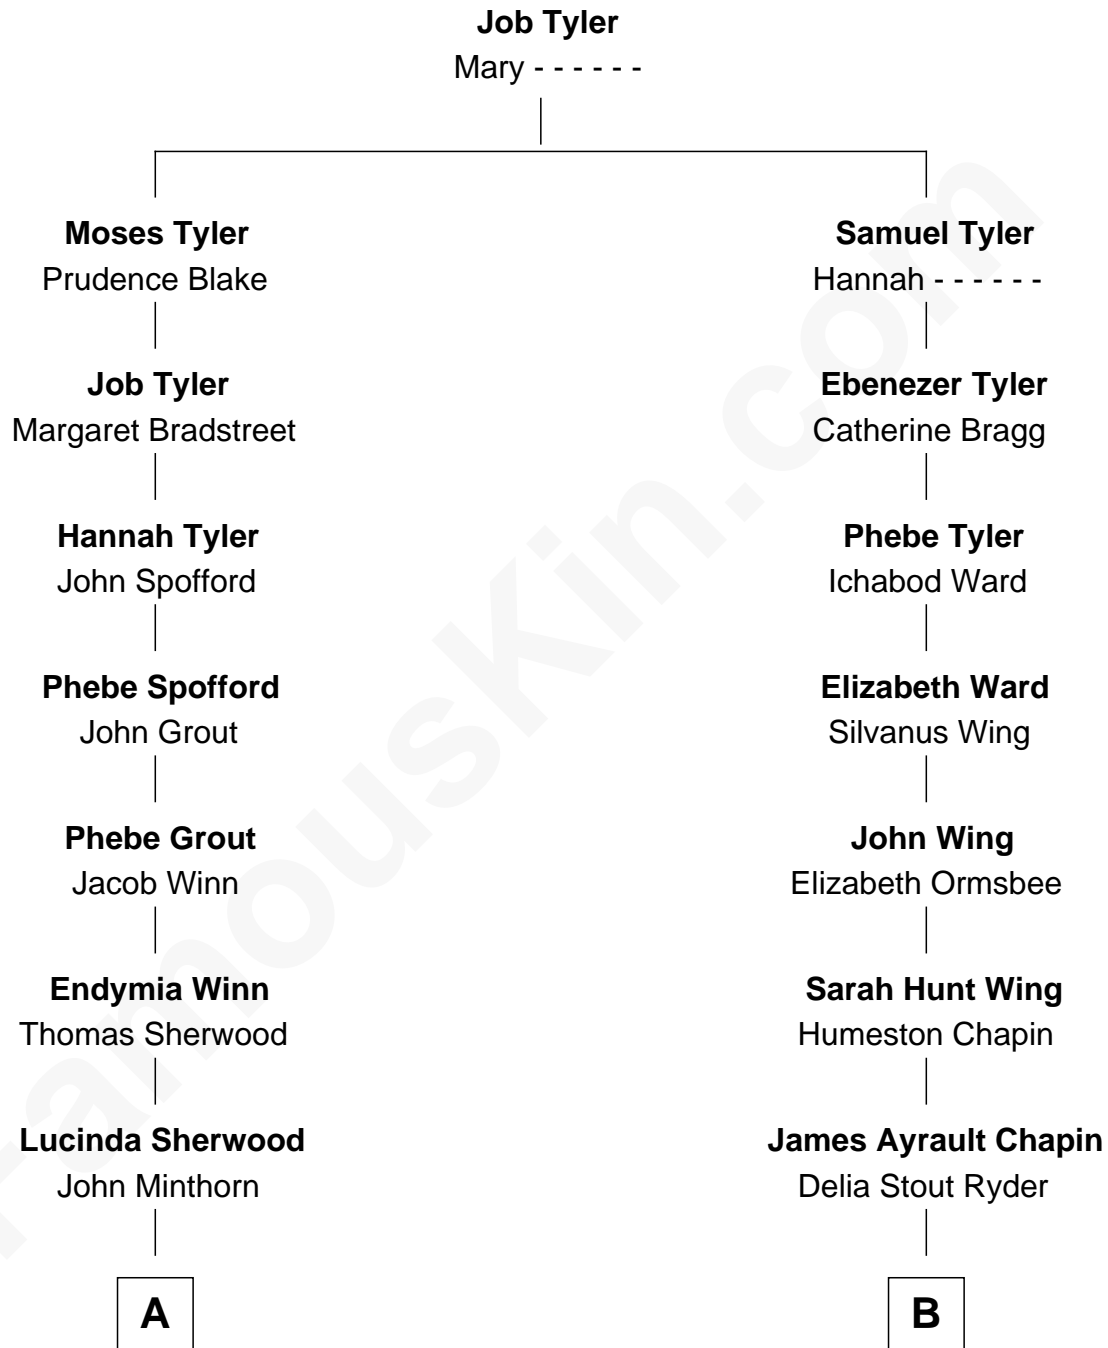 Job Tyler
Mary - - - - - -
Moses Tyler
Prudence Blake
Samuel Tyler
Hannah - - - - - -
Job Tyler
Margaret Bradstreet
Ebenezer Tyler
Catherine Bragg
Hannah Tyler
John Spofford
Phebe Tyler
Ichabod Ward
Phebe Spofford
John Grout
Elizabeth Ward
Silvanus Wing
Phebe Grout
Jacob Winn
John Wing
Elizabeth Ormsbee
Endymia Winn
Thomas Sherwood
Sarah Hunt Wing
Humeston Chapin
Lucinda Sherwood
John Minthorn
James Ayrault Chapin
Delia Stout Ryder
A
B
FamousKin.com